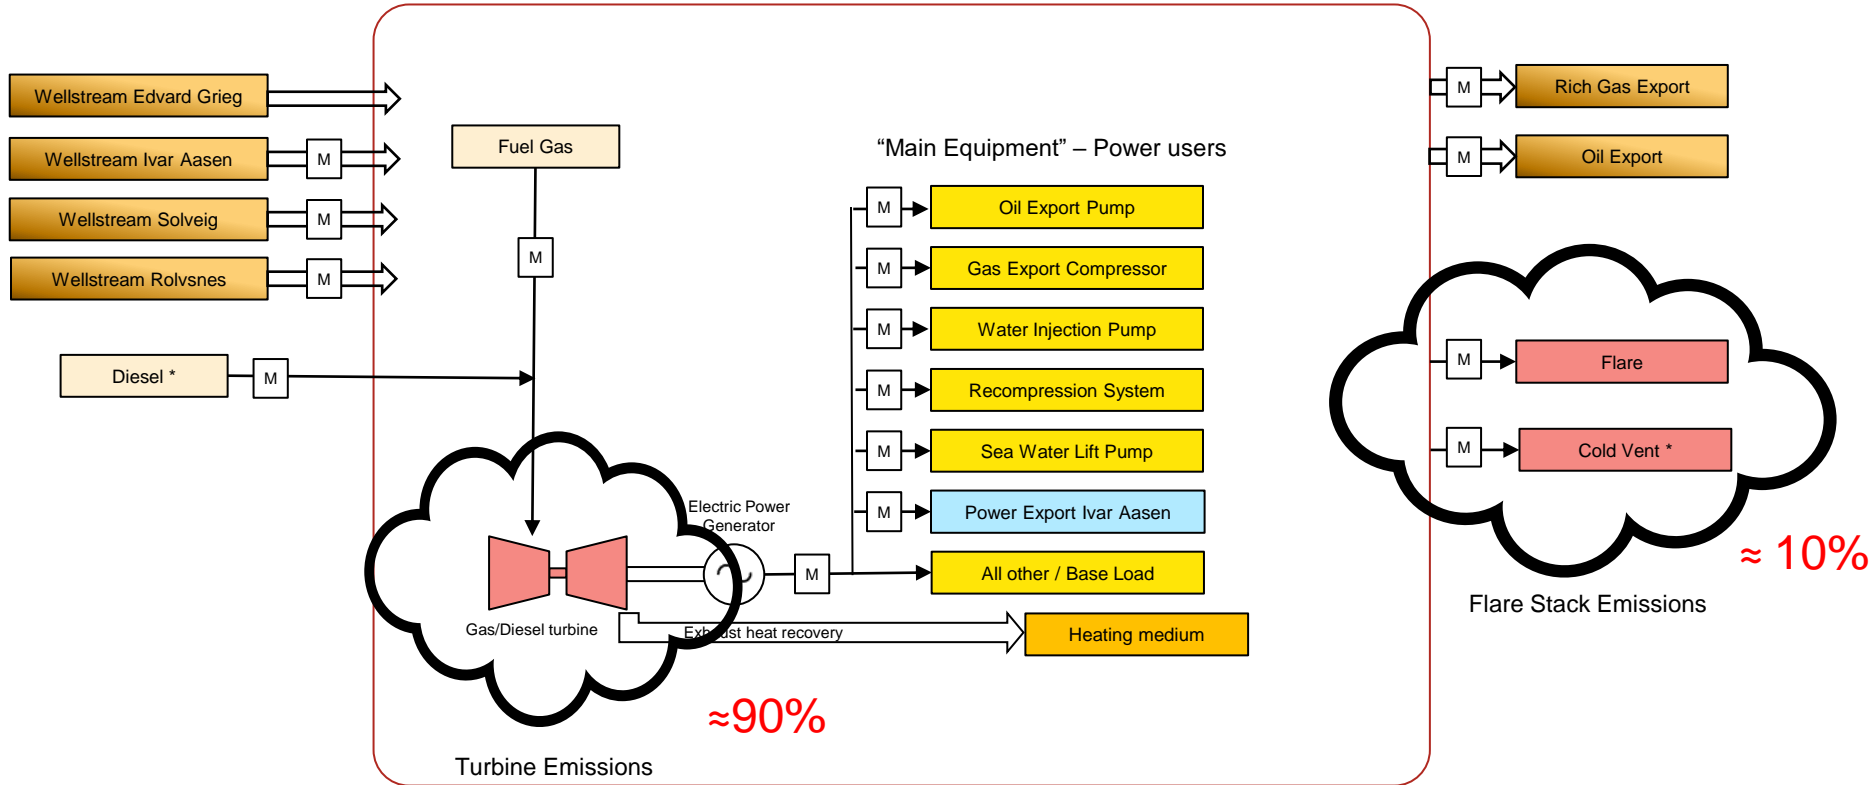 Wellstream Edvard Grieg
Wellstream Ivar Aasen
M
Wellstream Solveig
M
Wellstream Rolvsnes
M
Diesel *
M
Fuel Gas
M
Gas/Diesel turbine
Electric Power
Generator
M
Exhaust heat recovery
Heating medium
≈90%
Turbine Emissions
“Main Equipment” – Power users
M
Oil Export Pump
M
Gas Export Compressor
M
Water Injection Pump
M
Recompression System
M
Sea Water Lift Pump
M
Power Export Ivar Aasen
All other / Base Load
M
Rich Gas Export
M
Oil Export
M
Flare
M
Cold Vent *
≈ 10%
Flare Stack Emissions